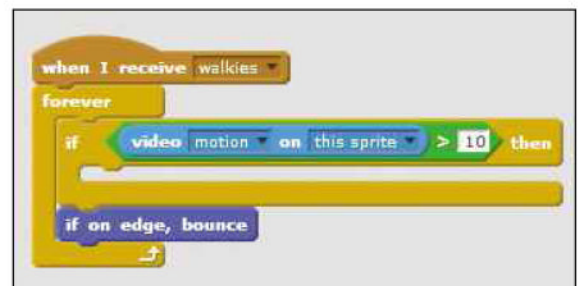 when I receive walkies
forever
if video motion on this sprite > 10 then
if on edge, bounce